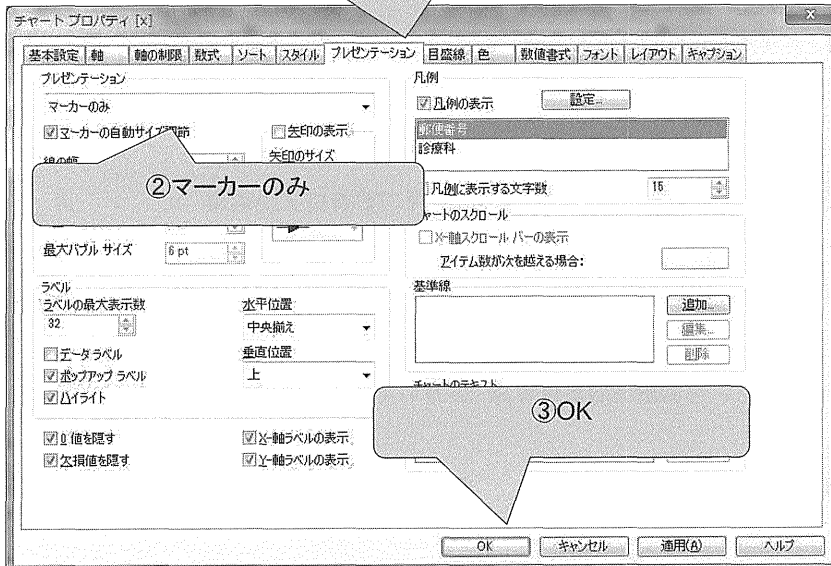 チャート プロパティ [x]
基本設定 軸 軸の制限 数式 ソート スタイル プレゼンテーション 目盛線 色 数値書式 フォント レイアウト キャプション
プレゼンテーション
マーカーのみ
マーカーの自動サイズ調節
矢印の表示
矢印のサイズ
②マーカーのみ
最大バブル サイズ 6 pt
ラベル
ラベルの最大表示数
32
データラベル
ポップアップ ラベル
ハイライト
水平位置
中央揃え
垂直位置
上
0 値を隠す
欠損値を隠す
X-軸ラベルの表示
Y-軸ラベルの表示
凡例
凡例の表示 設定...
郵便番号
診療科
凡例に表示する文字数 15
チャートのスクロール
X-軸スクロール バーの表示
アイテム数が次を越える場合:
基準線
追加...
編集...
削除
チャートのテキスト
③OK
OK キャンセル 適用(A) ヘルプ